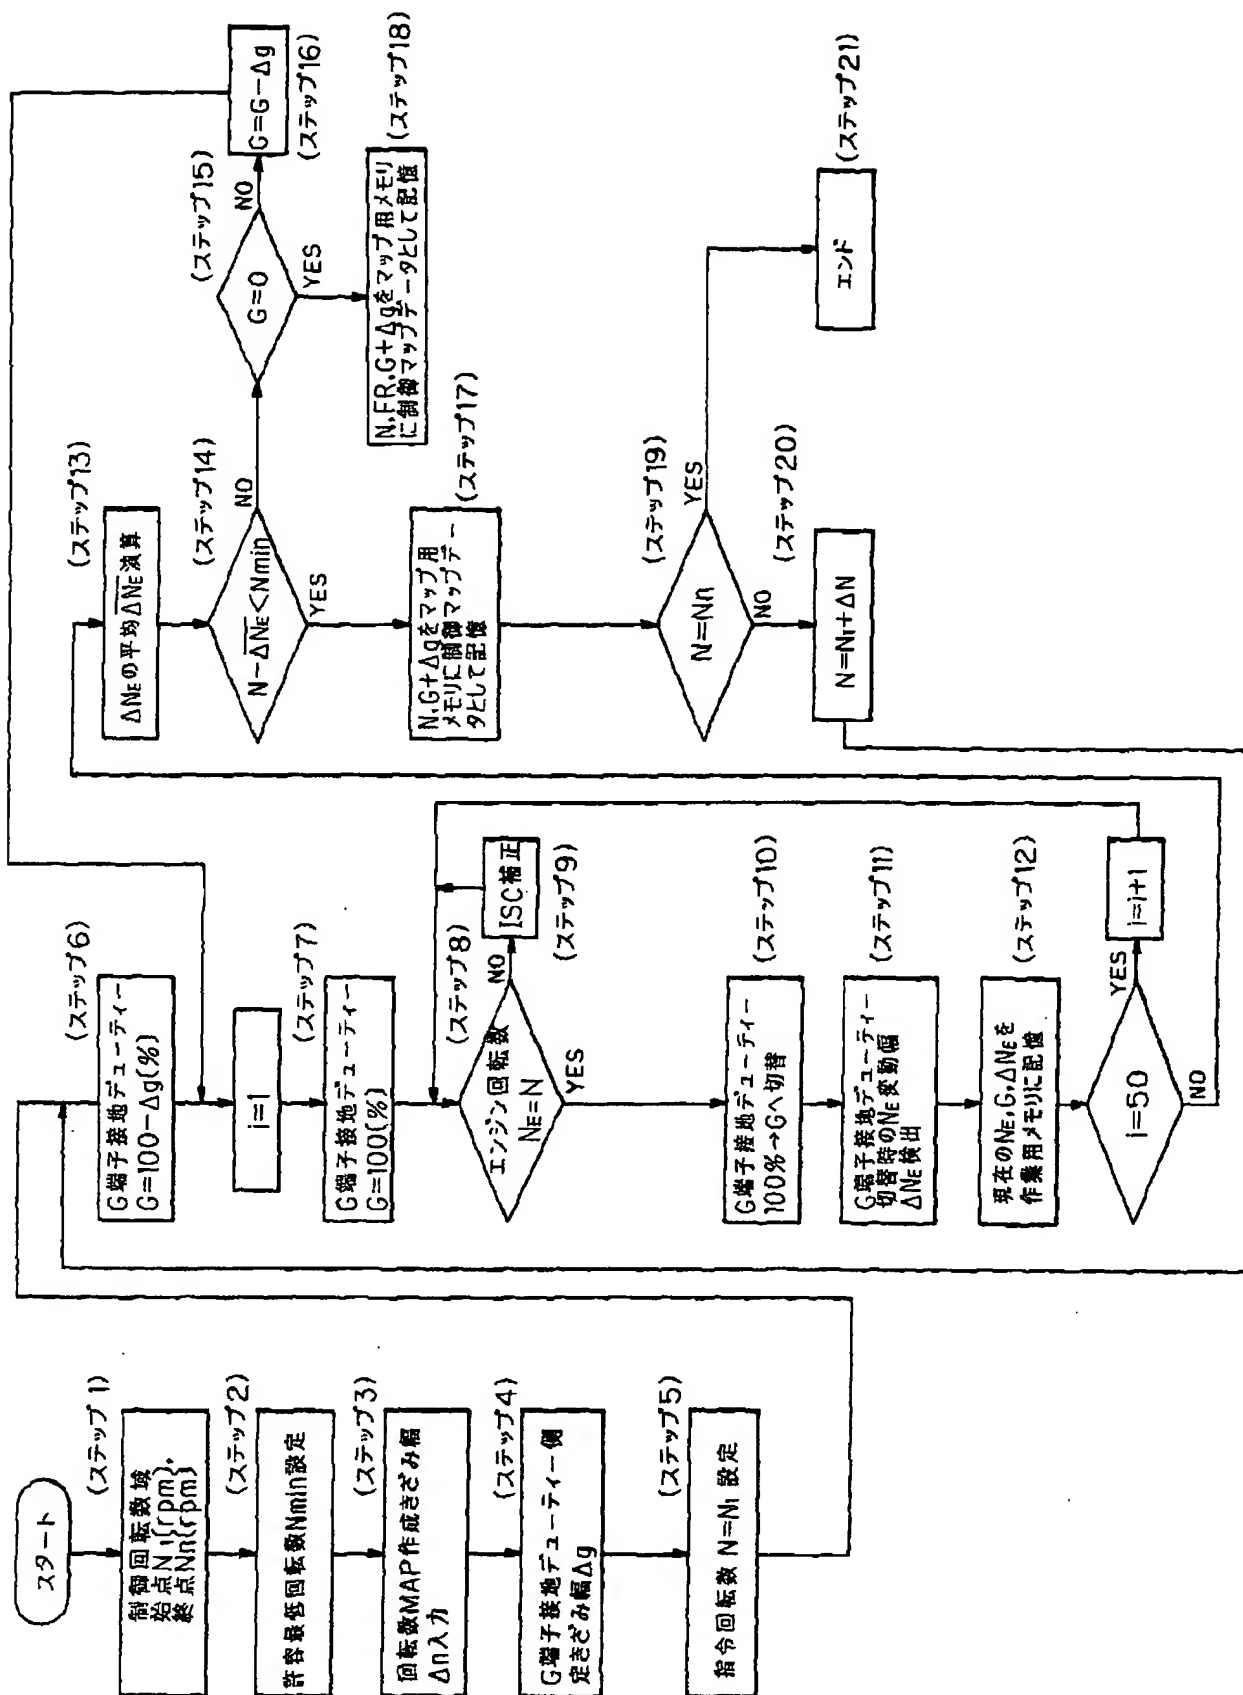 スタート
(ステップ1)
制御回転数域
始点N1(rpm),
終点Nn(rpm)
(ステップ2)
許容最低回転数Nmin設定
(ステップ3)
回転数MAP作成きざみ幅
Δn入力
(ステップ4)
G端子接地デューティー側
定きざみ幅Δg
(ステップ5)
指令回転数 N=N1 設定
(ステップ6)
G端子接地デューティー
G=100-Δg(%)
i=1
(ステップ7)
G端子接地デューティー
G=100(%)
(ステップ8)
エンジン回転数
NE=N
NO
YES
ISC補正
(ステップ9)
(ステップ10)
G端子接地デューティー
100%→Gへ切替
(ステップ11)
G端子接地デューティー
切替時のNE変動幅
ΔNE検出
(ステップ12)
現在のNE,G,ΔNEを
作業用メモリに記憶
i=50
YES
NO
i=i+1
(ステップ13)
ΔNEの平均ΔNE演算
(ステップ14)
N-ΔNE<Nmin
NO
YES
(ステップ15)
G=0
NO
YES
G=G-Δg
(ステップ16)
(ステップ17)
N,G+Δgをマップ用
メモリに制御マップデー
タとして記憶
(ステップ18)
N,FR,G+Δgをマップ用メモリ
に制御マップデータとして記憶
(ステップ19)
N=Nn
YES
NO
(ステップ20)
N=N1+ΔN
エンド
(ステップ21)